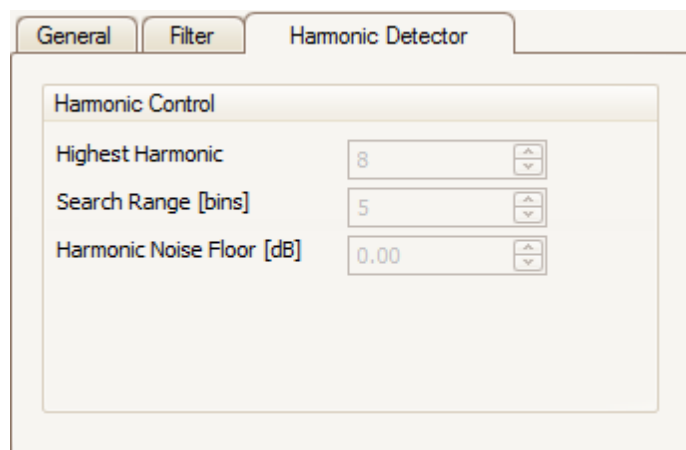 General Filter Harmonic Detector
Harmonic Control
Highest Harmonic 8
Search Range [bins] 5
Harmonic Noise Floor [dB] 0.00